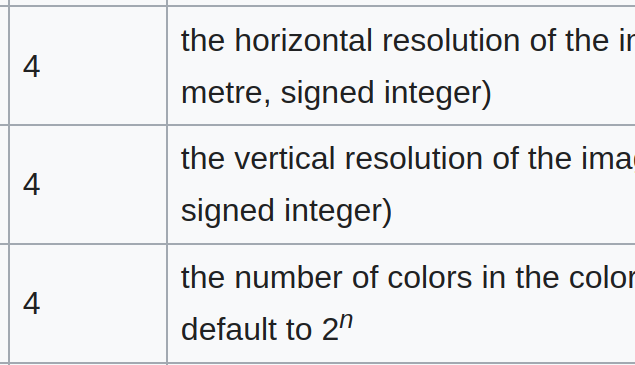 4
the horizontal resolution of the
metre, signed integer)
4
the vertical resolution of the
signed integer)
4
the number of colors in the color
default to 2ⁿ